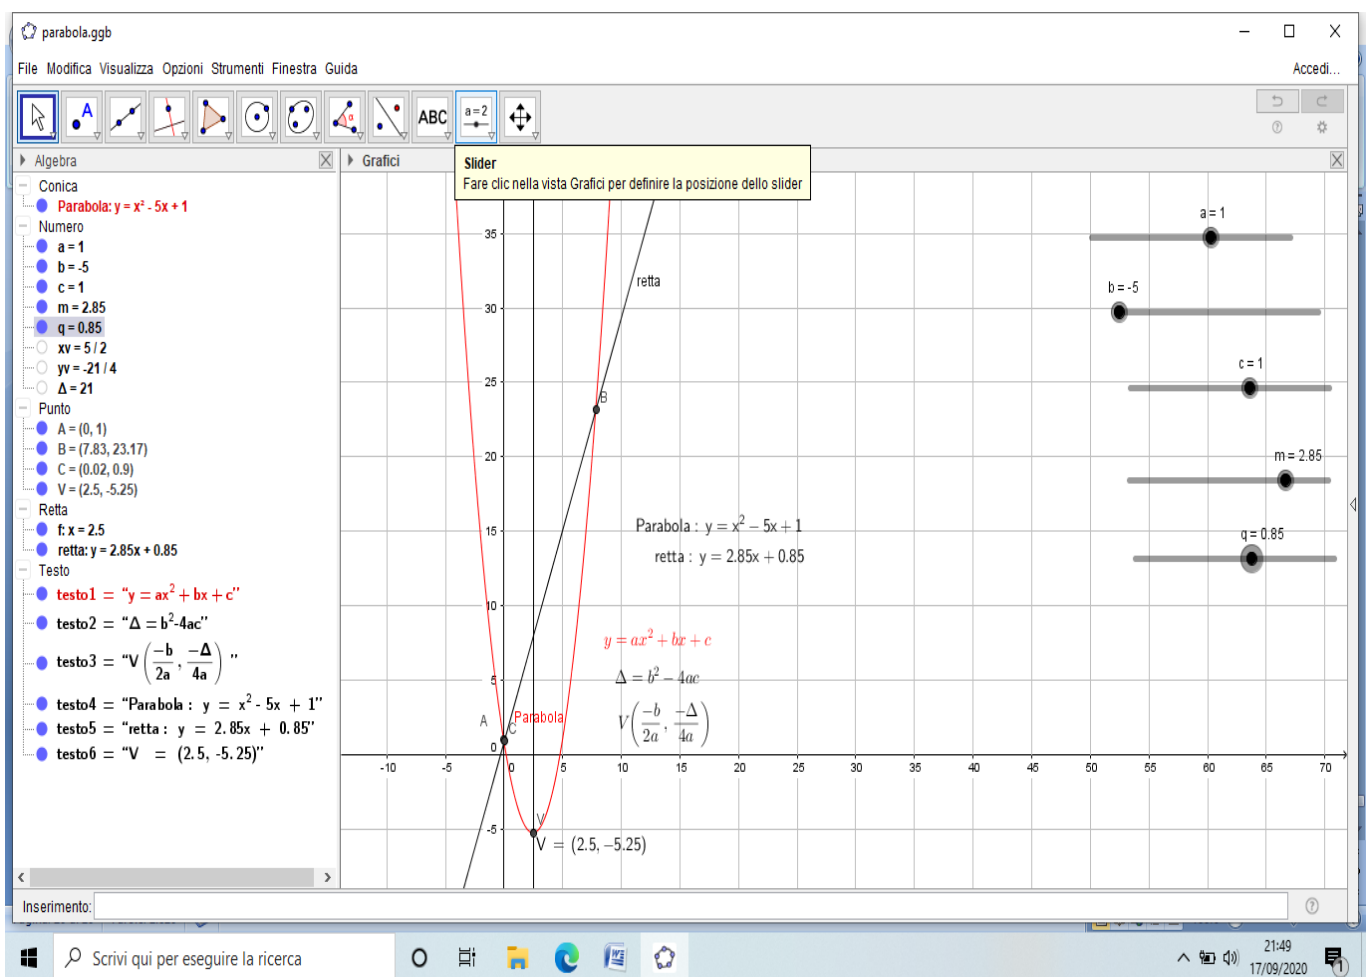 parabola.ggb
File Modifica Visualizza Opzioni Strumenti Finestra Guida
Accedi...
A
α
ABC
a=2
Algebra
Grafici
Slider
Fare clic nella vista Grafici per definire la posizione dello slider
Conica
Parabola: y = x² - 5x + 1
Numero
a = 1
b = -5
c = 1
m = 2.85
q = 0.85
xv = 5 / 2
yv = -21 / 4
Δ = 21
Punto
A = (0, 1)
B = (7.83, 23.17)
C = (0.02, 0.9)
V = (2.5, -5.25)
Retta
f: x = 2.5
retta: y = 2.85x + 0.85
Testo
testo1 = “y = ax² + bx + c”
testo2 = “Δ = b²-4ac”
testo3 = “V(-b/2a, -Δ/4a) ”
testo4 = “Parabola : y = x² - 5x + 1”
testo5 = “retta : y = 2.85x + 0.85”
testo6 = “V = (2.5, -5.25)”
35
30
25
20
15
10
5
0
-5
-10
-5
0
5
10
15
20
25
30
35
40
45
50
55
60
65
70
retta
B
A
C
Parabola
V
V = (2.5, −5.25)
Parabola : y = x² − 5x + 1
retta : y = 2.85x + 0.85
y = ax² + bx + c
Δ = b² − 4ac
V(-b/2a, -Δ/4a)
a = 1
b = -5
c = 1
m = 2.85
q = 0.85
Inserimento:
Scrivi qui per eseguire la ricerca
21:49
17/09/2020
1